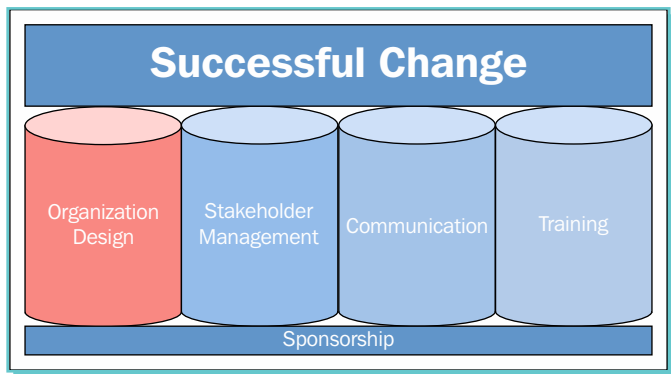 Successful Change
Organization
Design
Stakeholder
Management
Communication
Training
Sponsorship